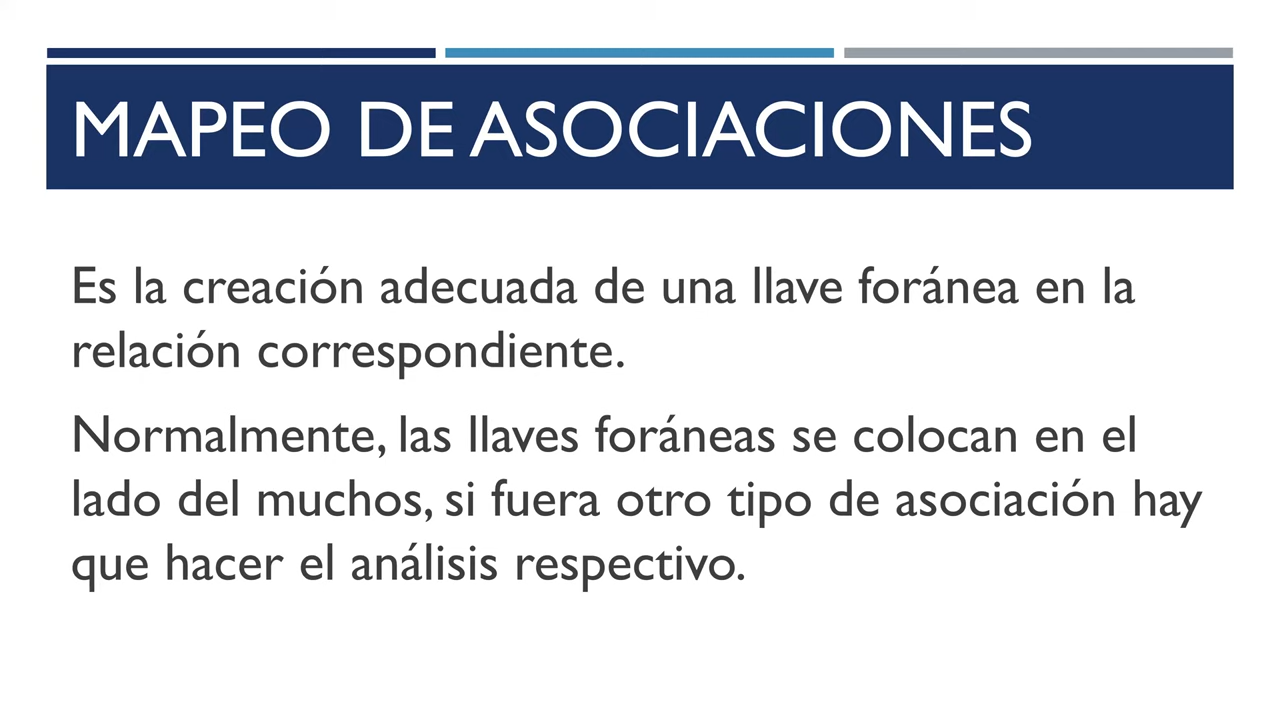 MAPEO DE ASOCIACIONES
Es la creación adecuada de una llave foránea en la
relación correspondiente.
Normalmente, las llaves foráneas se colocan en el
lado del muchos, si fuera otro tipo de asociación hay
que hacer el análisis respectivo.